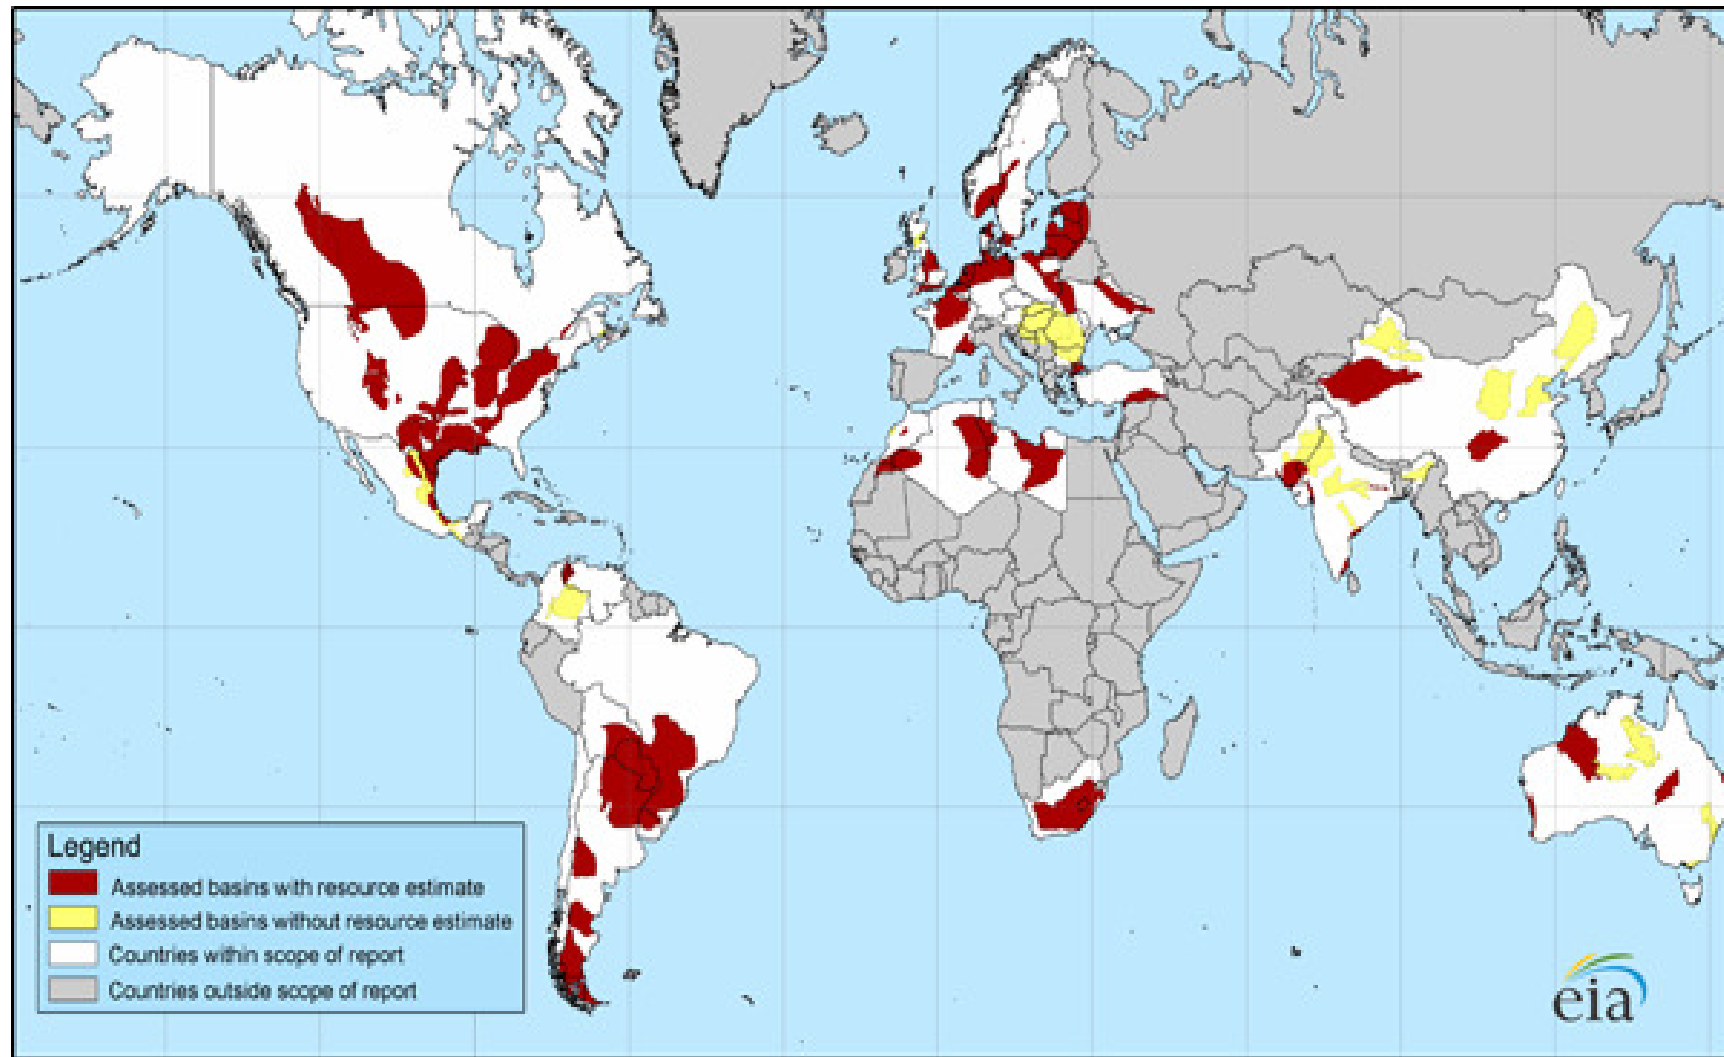 Legend
Assessed basins with resource estimate
Assessed basins without resource estimate
Countries within scope of report
Countries outside scope of report
eia